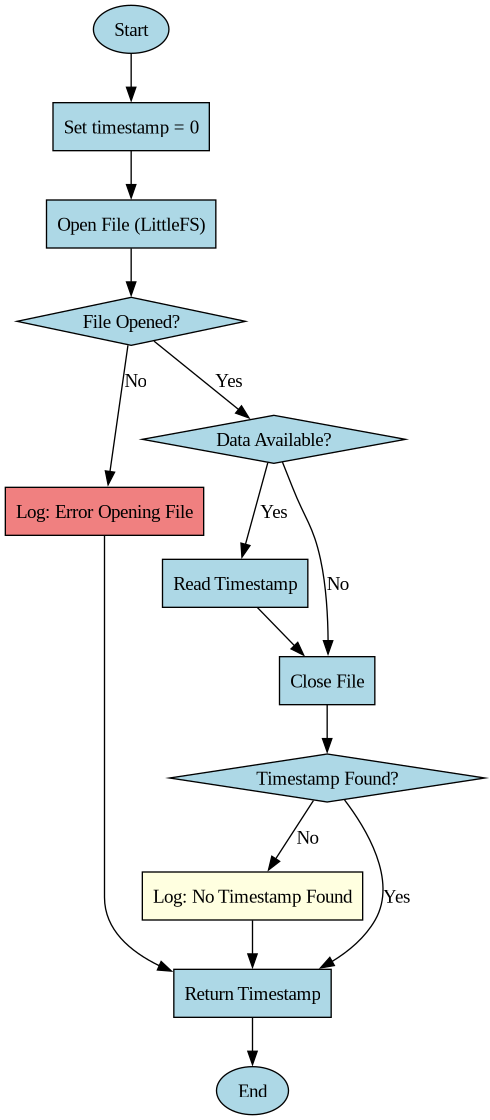 Start
Set timestamp = 0
Open File (LittleFS)
File Opened?
No
Yes
Data Available?
Log: Error Opening File
Yes
Read Timestamp
No
Close File
Timestamp Found?
No
Log: No Timestamp Found
Yes
Return Timestamp
End